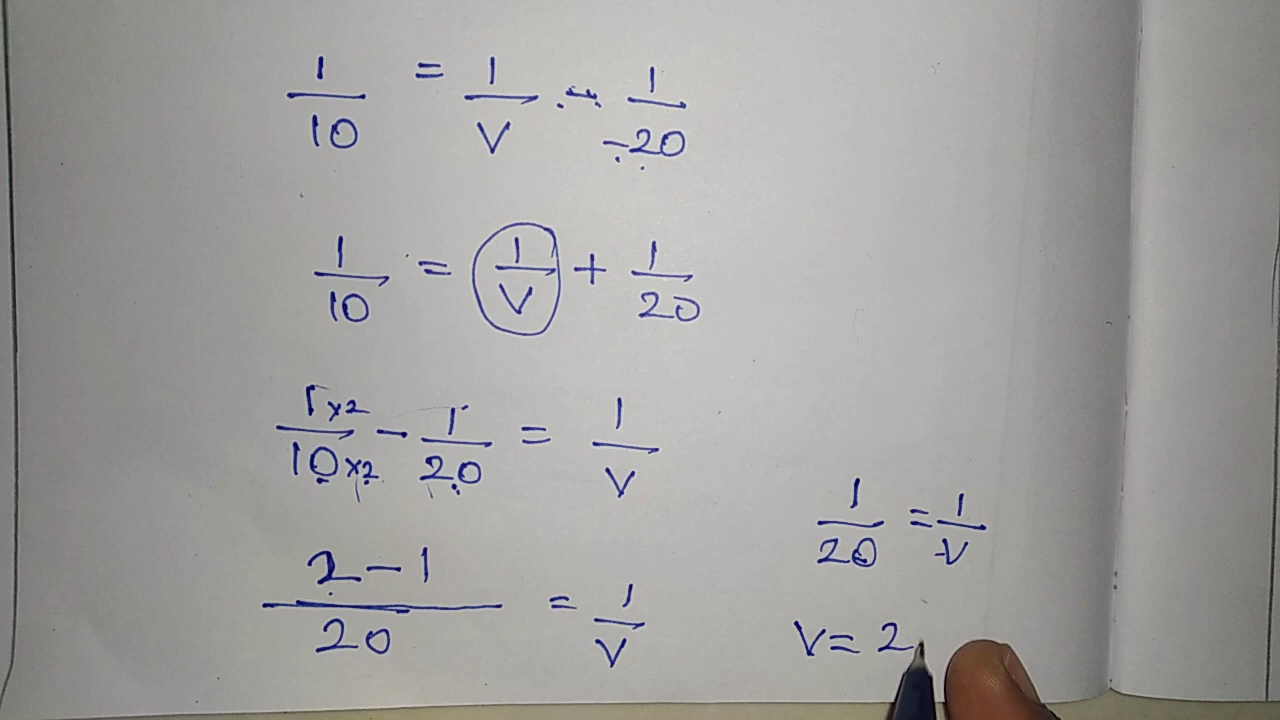 1/10 = 1/V - 1/-20
1/10 = 1/V + 1/20
1×2/10×2 - 1/20 = 1/V
2-1/20 = 1/V
1/20 = 1/V
V= 2